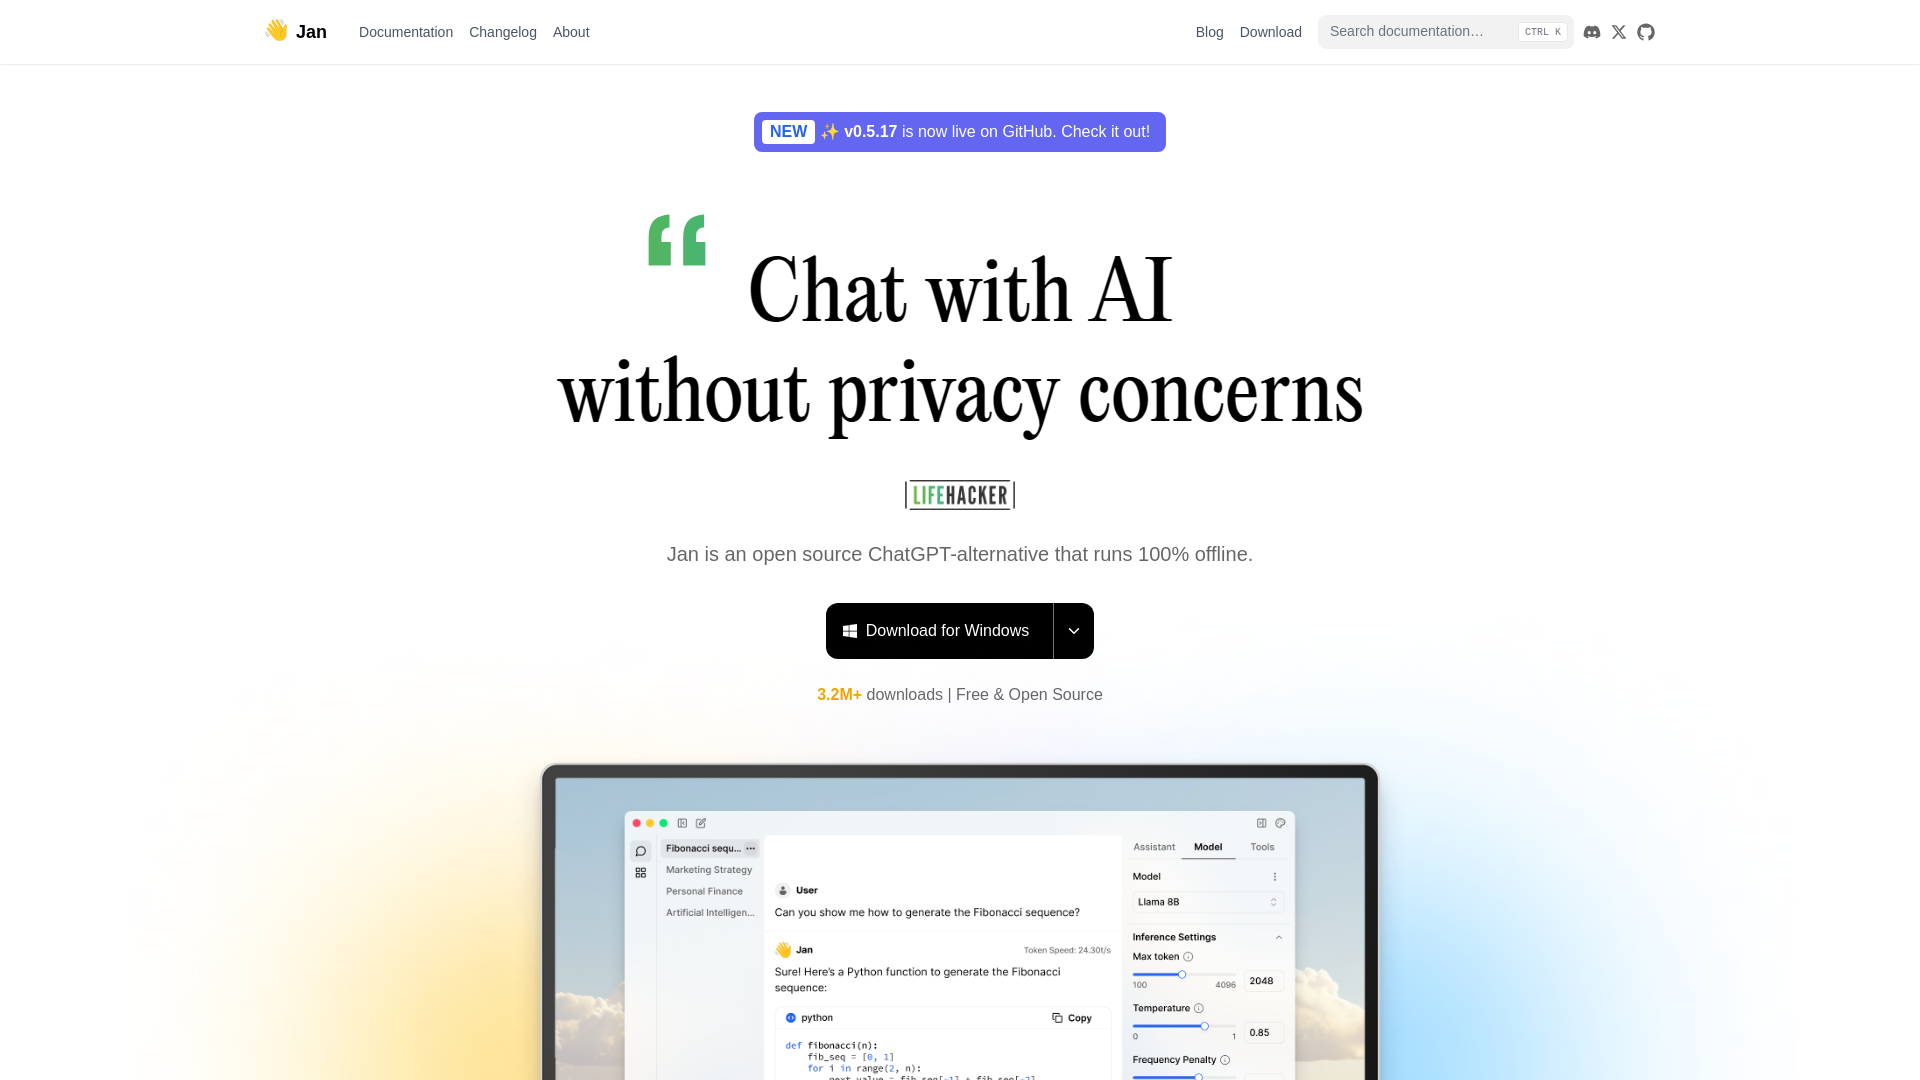 👋 Jan
Documentation
Changelog
About
Blog
Download
Search documentation…
CTRL K
NEW ✨ v0.5.17 is now live on GitHub. Check it out!
“
Chat with AI
without privacy concerns
LIFEHACKER
Jan is an open source ChatGPT-alternative that runs 100% offline.
Download for Windows
3.2M+ downloads | Free & Open Source
Fibonacci sequ... ···
Marketing Strategy
Personal Finance
Artificial Intelligen...
User
Can you show me how to generate the Fibonacci sequence?
👋 Jan
Token Speed: 24.30t/s
Sure! Here's a Python function to generate the Fibonacci
sequence:
python
Copy
def fibonacci(n):
fib_seq = [0, 1]
for i in range(2, n):
next_value = fib_seq[-1] + fib_seq[-2]
Assistant
Model
Tools
Model
Llama 8B
Inference Settings
Max token
100
4096
2048
Temperature
0
1
0.85
Frequency Penalty